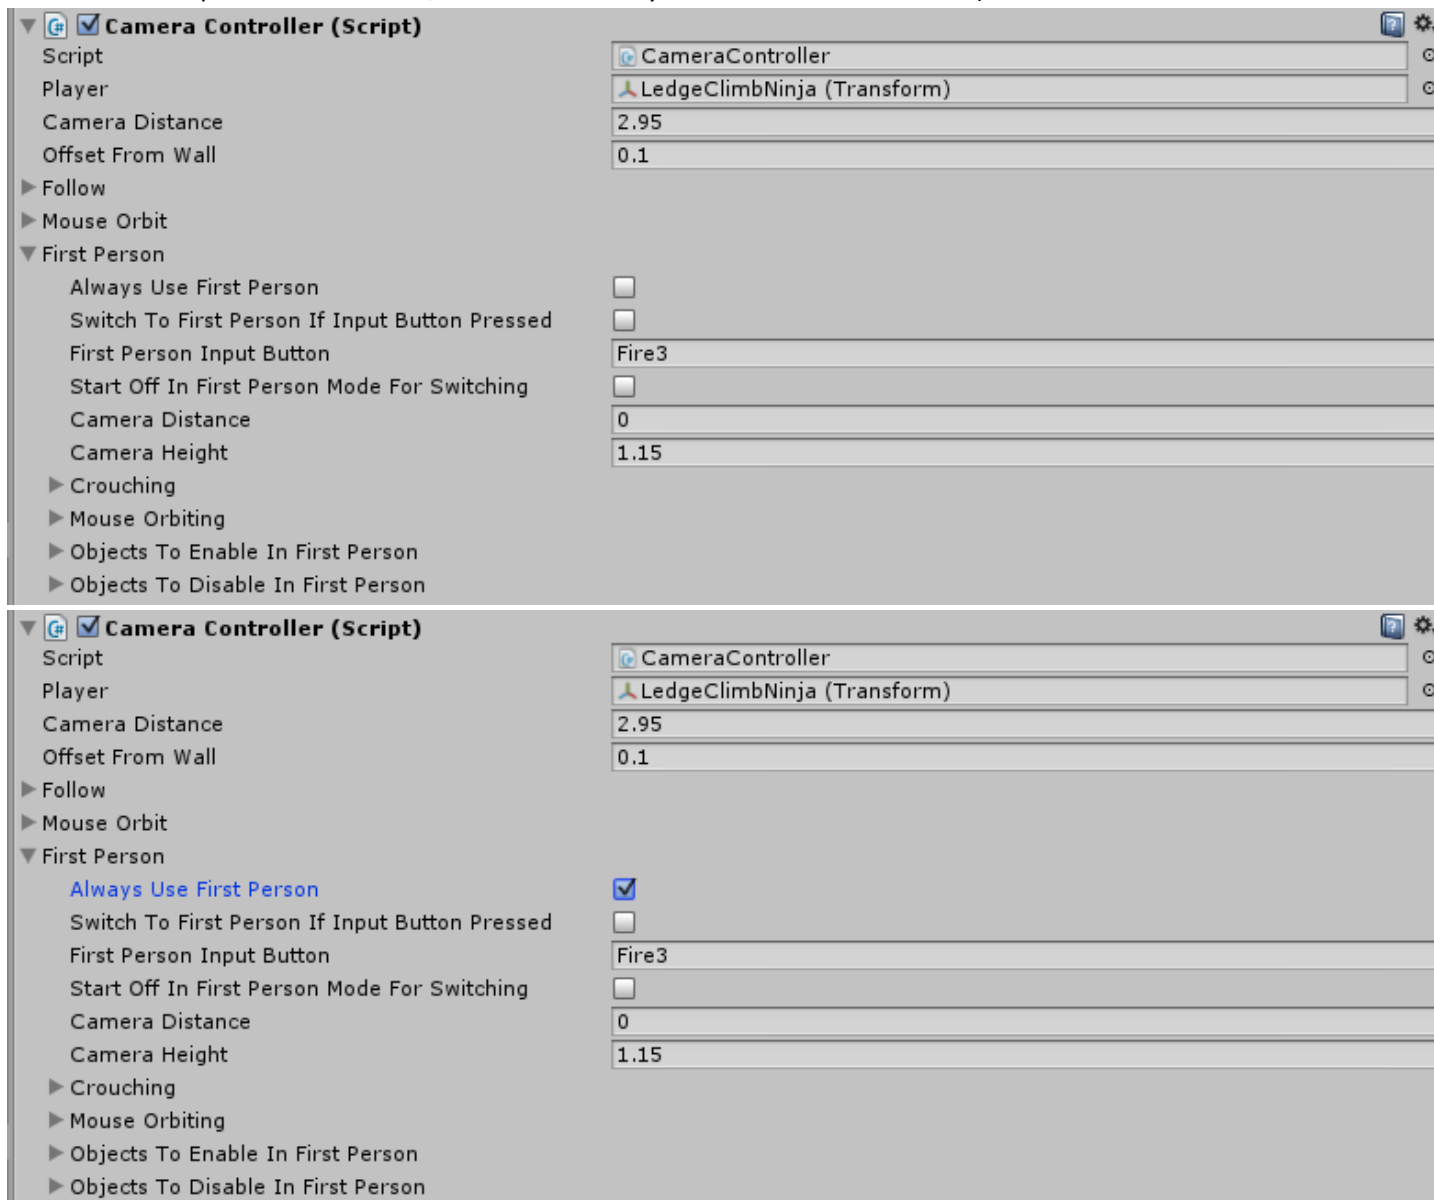 Camera Controller (Script)
Script CameraController
Player LedgeClimbNinja (Transform)
Camera Distance 2.95
Offset From Wall 0.1
Follow
Mouse Orbit
First Person
Always Use First Person
Switch To First Person If Input Button Pressed
First Person Input Button Fire3
Start Off In First Person Mode For Switching
Camera Distance 0
Camera Height 1.15
Crouching
Mouse Orbiting
Objects To Enable In First Person
Objects To Disable In First Person
Camera Controller (Script)
Script CameraController
Player LedgeClimbNinja (Transform)
Camera Distance 2.95
Offset From Wall 0.1
Follow
Mouse Orbit
First Person
Always Use First Person
Switch To First Person If Input Button Pressed
First Person Input Button Fire3
Start Off In First Person Mode For Switching
Camera Distance 0
Camera Height 1.15
Crouching
Mouse Orbiting
Objects To Enable In First Person
Objects To Disable In First Person